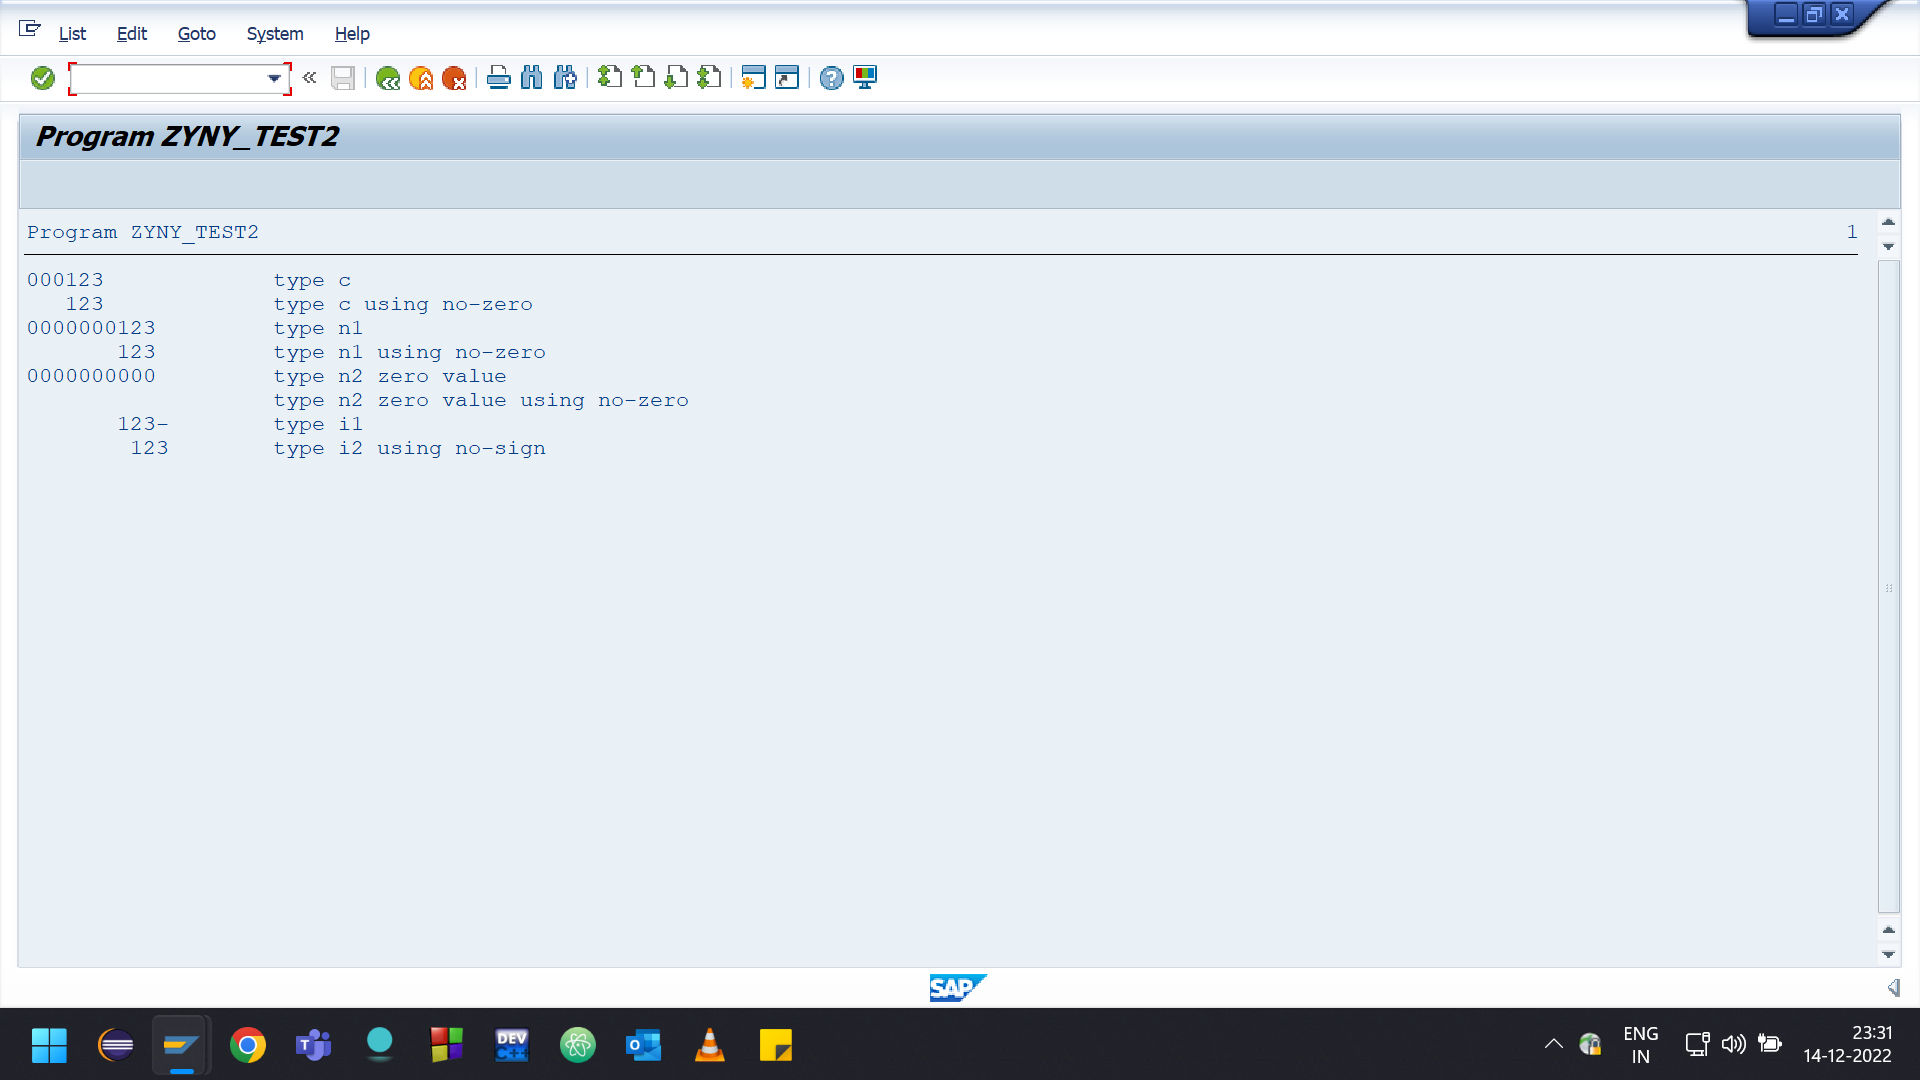 List Edit Goto System Help
Program ZYNY_TEST2
Program ZYNY_TEST2 1
000123 type c
123 type c using no-zero
0000000123 type n1
123 type n1 using no-zero
0000000000 type n2 zero value
type n2 zero value using no-zero
123- type i1
123 type i2 using no-sign
SAP
T DEV C++ O ENG IN 23:31
14-12-2022